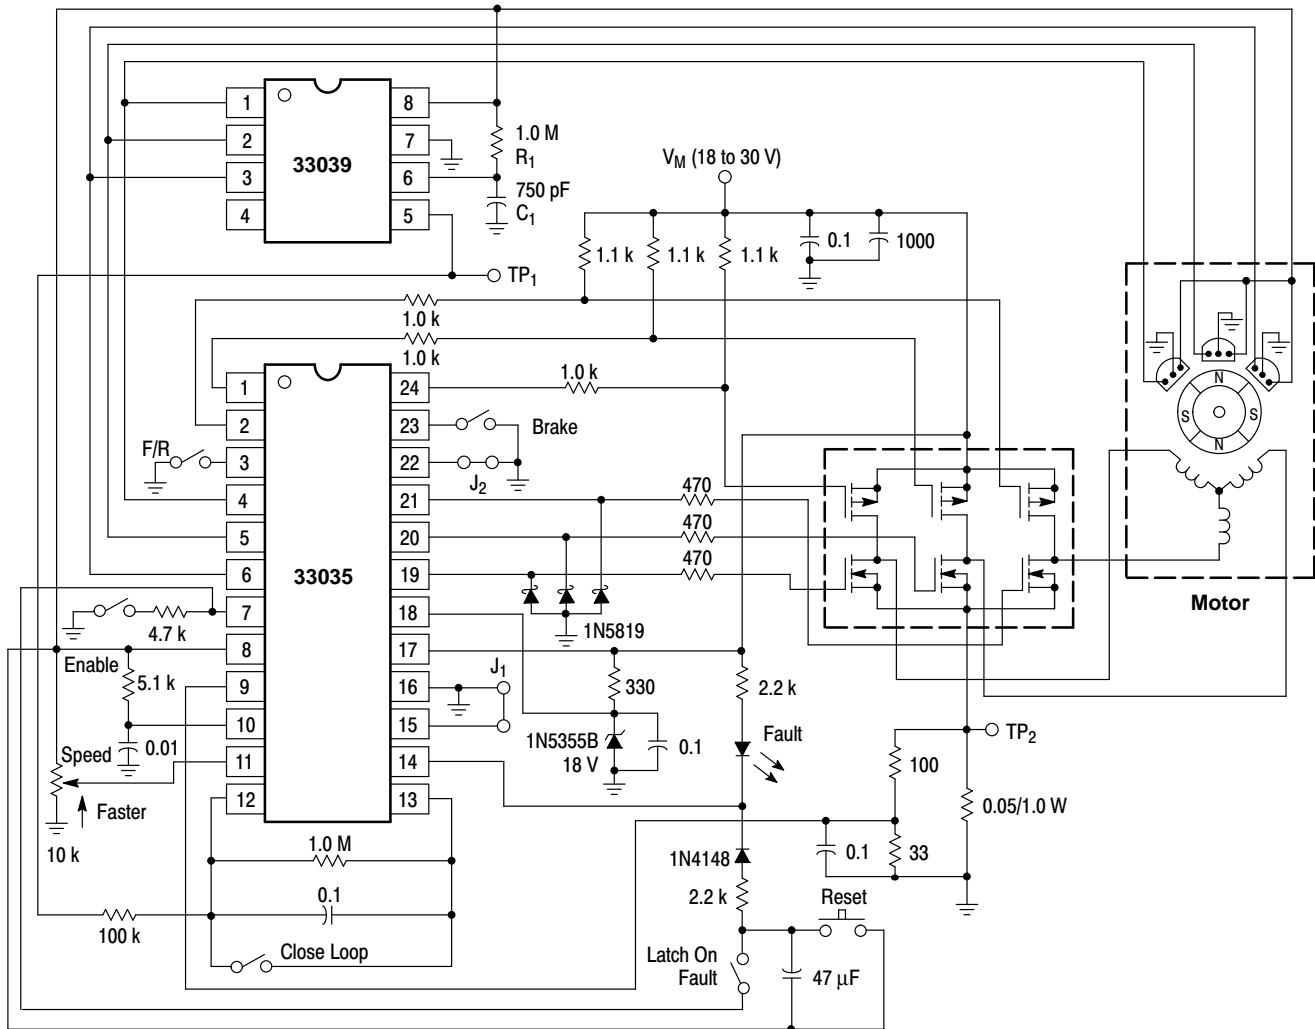 1
2
3
4
33039
8
7
6
5
1.0 M
R1
750 pF
C1
TP1
VM (18 to 30 V)
1.1 k
1.1 k
1.1 k
0.1
1000
1.0 k
1.0 k
1.0 k
F/R
1
2
3
4
5
6
7
8
9
10
11
12
33035
24
23
22
21
20
19
18
17
16
15
14
13
Brake
J2
470
470
470
1N5819
4.7 k
Enable
5.1 k
0.01
Speed
Faster
10 k
330
J1
1N5355B
18 V
0.1
2.2 k
Fault
TP2
100
0.05/1.0 W
33
0.1
1N4148
2.2 k
Reset
Latch On
Fault
47 μF
1.0 M
0.1
100 k
Close Loop
N
S
S
N
Motor